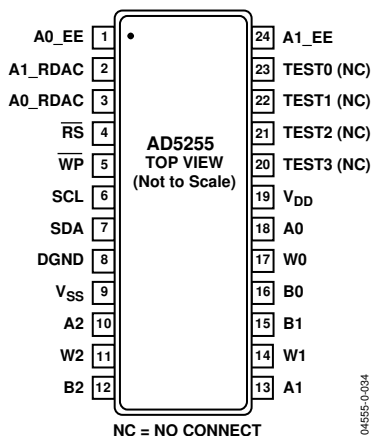 A0_EE 1
A1_RDAC 2
A0_RDAC 3
RS 4
WP 5
SCL 6
SDA 7
DGND 8
VSS 9
A2 10
W2 11
B2 12
AD5255
TOP VIEW
(Not to Scale)
24 A1_EE
23 TEST0 (NC)
22 TEST1 (NC)
21 TEST2 (NC)
20 TEST3 (NC)
19 VDD
18 A0
17 W0
16 B0
15 B1
14 W1
13 A1
NC = NO CONNECT
04555-0-034